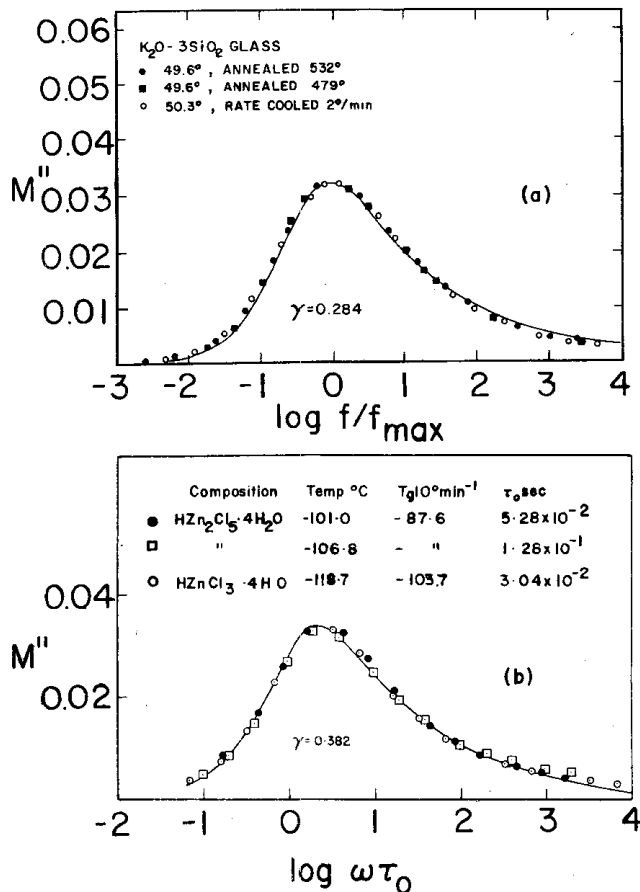 0.06
K₂O-3SiO₂ GLASS
● 49.6° , ANNEALED 532°
■ 49.6° , ANNEALED 479°
○ 50.3° , RATE COOLED 2°/min
0.05
0.04
M"
0.03
(a)
0.02
0.01
γ=0.284
-3 -2 -1 0 1 2 3 4
log f/fmax
Composition Temp °C Tg10°min⁻¹ τ₀sec
● HZn₂Cl₅·4H₂O -101.0 -87.6 5.28x10⁻²
□ " -106.8 - " 1.28x10⁻¹
○ HZnCl₃·4HO -118.7 -103.7 3.04x10⁻²
0.04
M"
(b)
0.02
γ=0.382
-2 -1 0 1 2 3 4
log ωτ₀